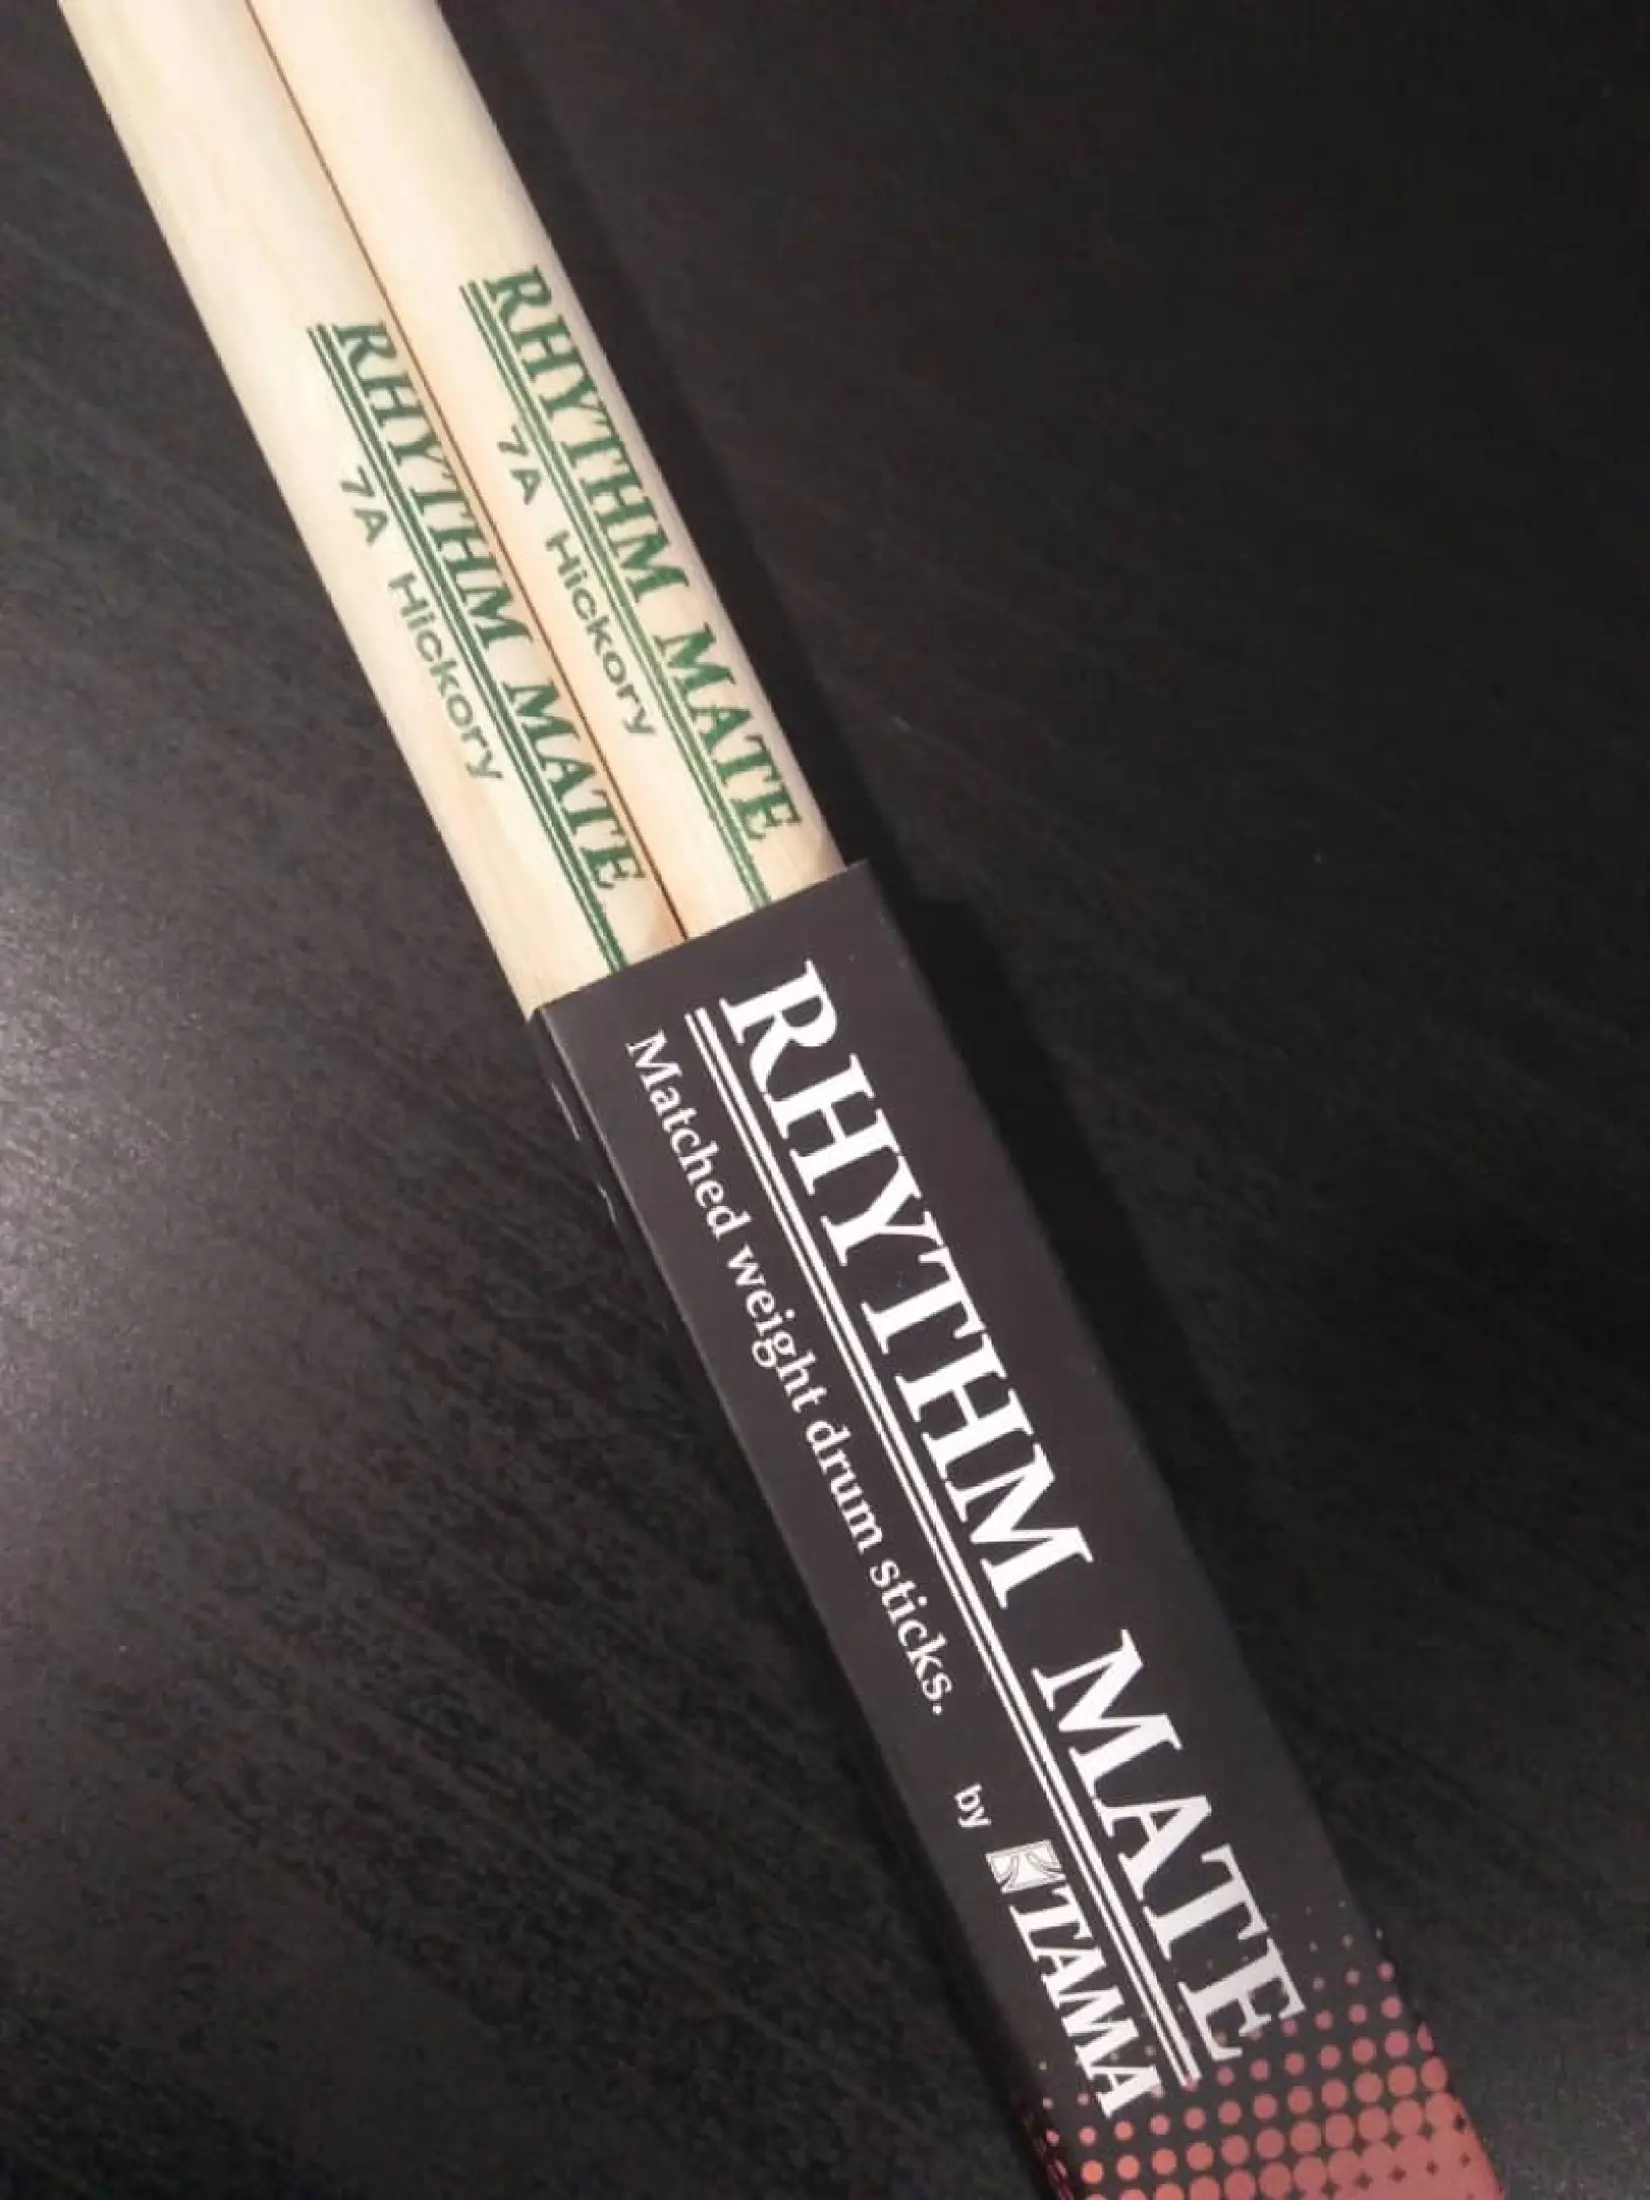 RHYTHM MATE
7A Hickory
RHYTHM MATE
7A Hickory
RHYTHM MATE
Matched weight drum sticks.
by TAMA